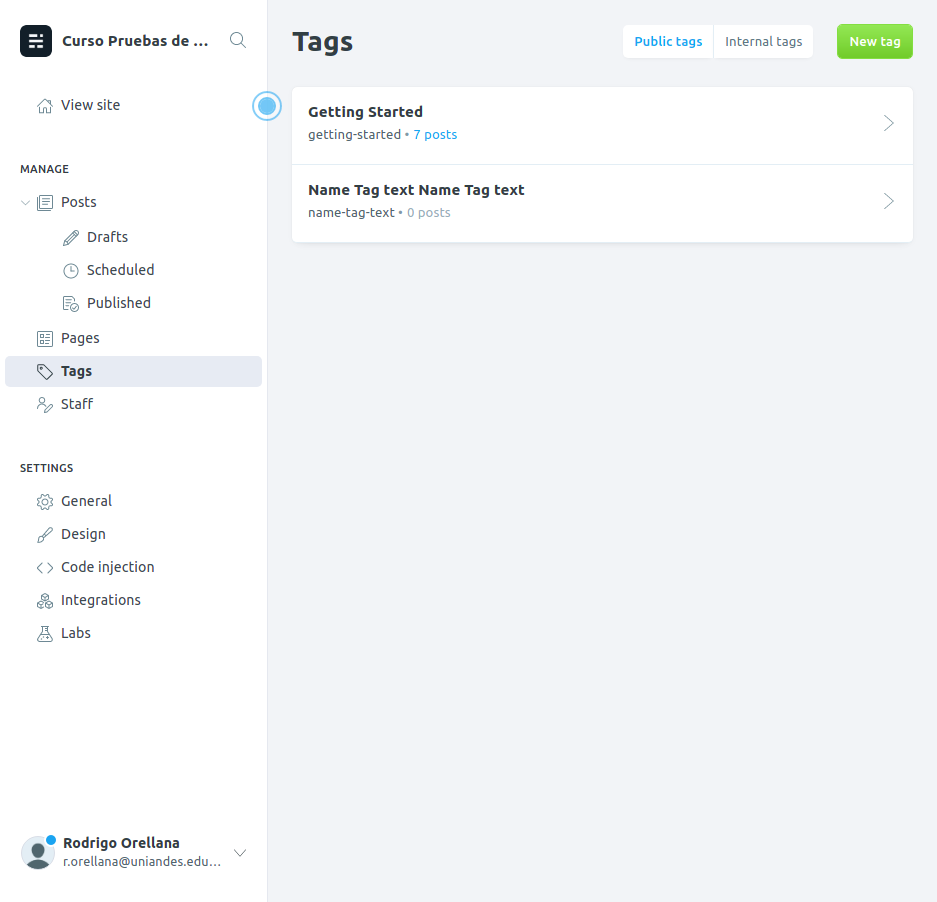 Curso Pruebas de ...
View site
MANAGE
Posts
Drafts
Scheduled
Published
Pages
Tags
Staff
SETTINGS
General
Design
Code injection
Integrations
Labs
Rodrigo Orellana
r.orellana@uniandes.edu...
Tags
Public tags
Internal tags
New tag
Getting Started
getting-started • 7 posts
Name Tag text Name Tag text
name-tag-text • 0 posts